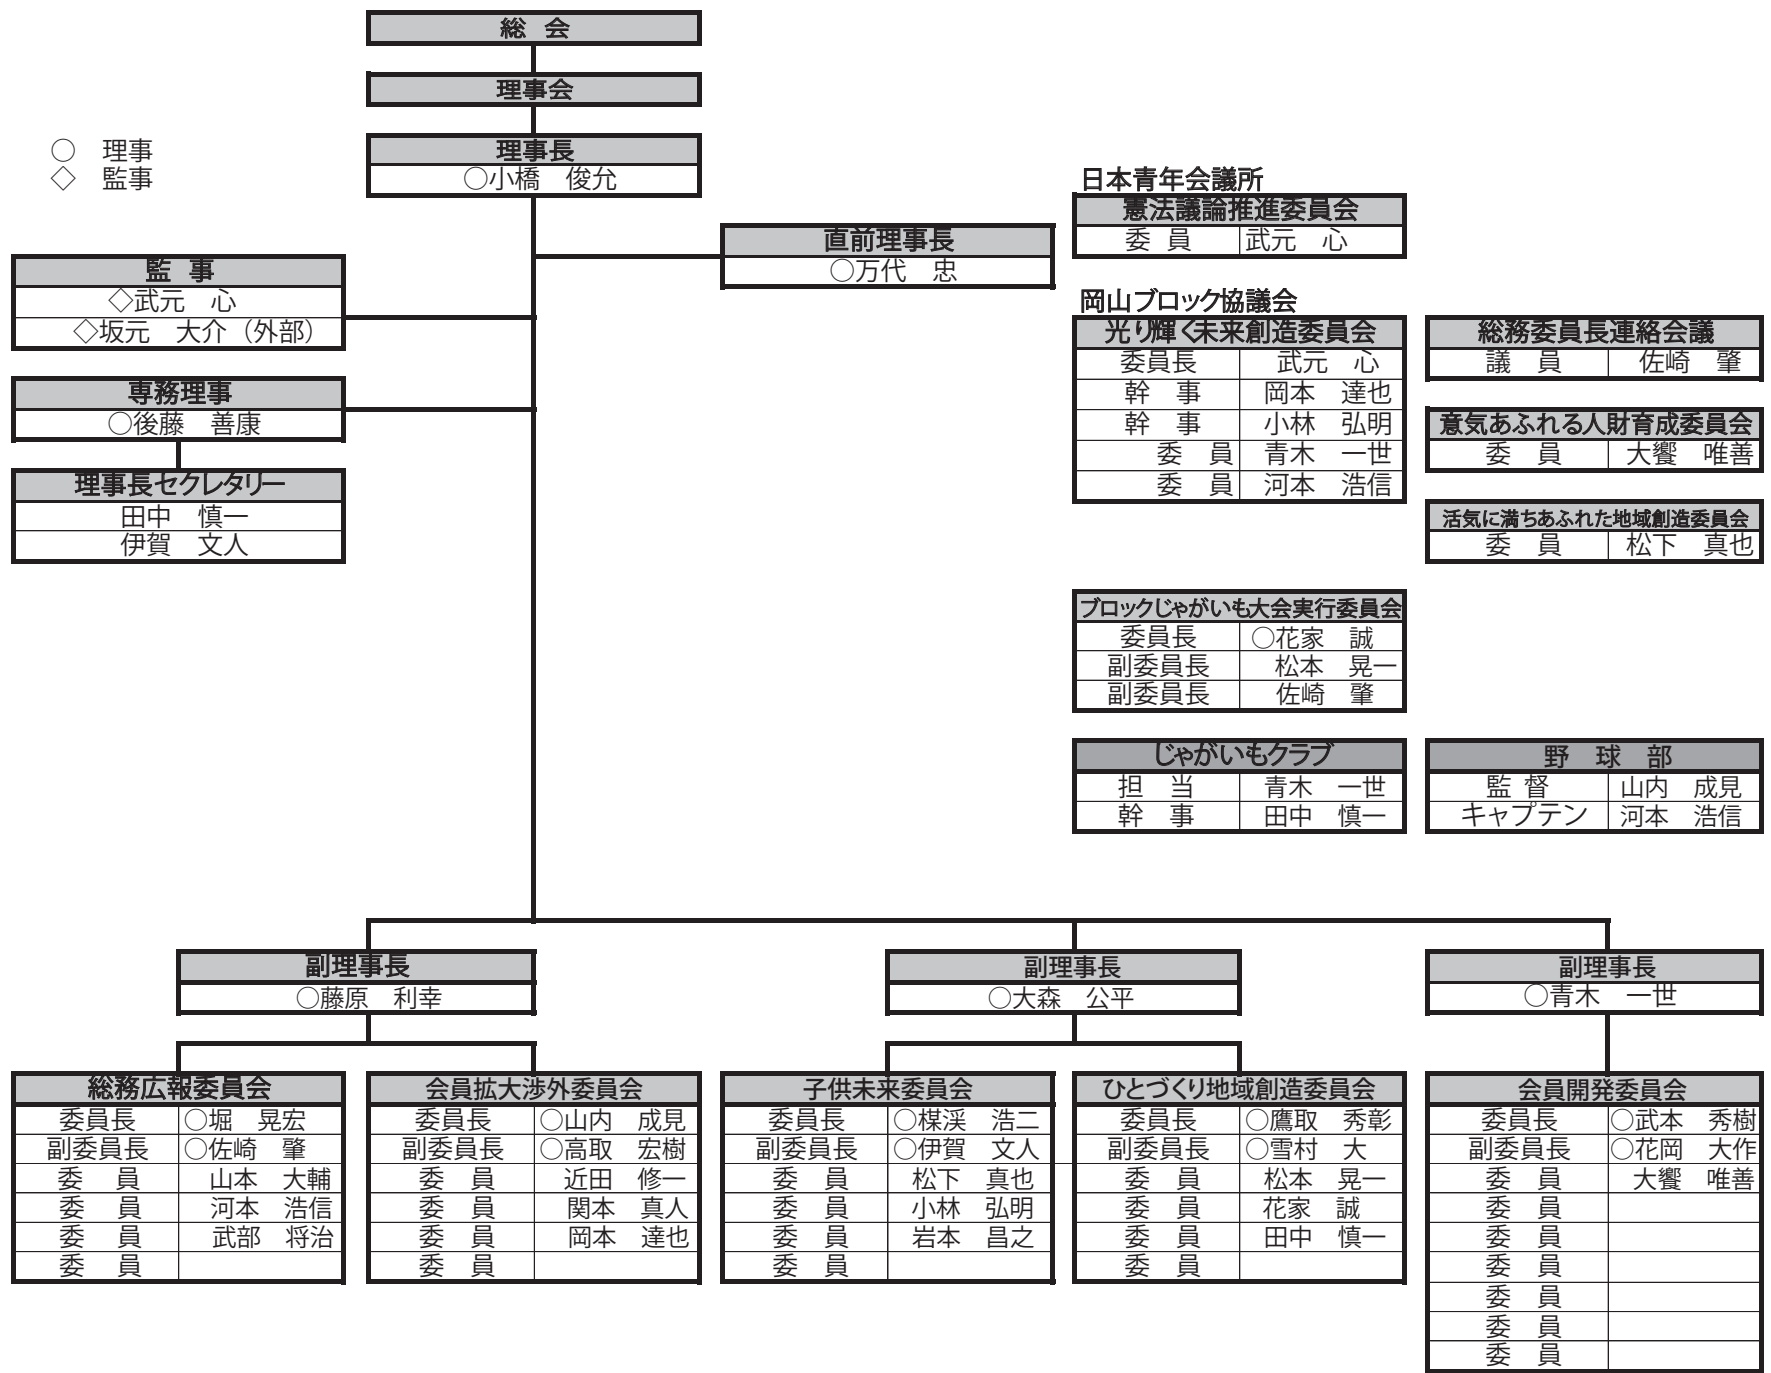 総 会
理事会
理事長
○小橋 俊允
○ 理事
◇ 監事
直前理事長
○万代 忠
監 事
◇武元 心
◇坂元 大介（外部）
専務理事
○後藤 善康
理事長セクレタリー
田中 慎一
伊賀 文人
日本青年会議所
憲法議論推進委員会
委 員 武元 心
岡山ブロック協議会
光り輝く未来創造委員会
委員長 武元 心
幹 事 岡本 達也
幹 事 小林 弘明
委 員 青木 一世
委 員 河本 浩信
総務委員長連絡会議
議 員 佐崎 肇
意気あふれる人財育成委員会
委 員 大饗 唯善
活気に満ちあふれた地域創造委員会
委 員 松下 真也
ブロックじゃがいも大会実行委員会
委員長 ○花家 誠
副委員長 松本 晃一
副委員長 佐崎 肇
じゃがいもクラブ
担 当 青木 一世
幹 事 田中 慎一
野 球 部
監 督 山内 成見
キャプテン 河本 浩信
副理事長
○藤原 利幸
副理事長
○大森 公平
副理事長
○青木 一世
総務広報委員会
委員長 ○堀 晃宏
副委員長 ○佐崎 肇
委 員 山本 大輔
委 員 河本 浩信
委 員 武部 将治
委 員
会員拡大渉外委員会
委員長 ○山内 成見
副委員長 ○高取 宏樹
委 員 近田 修一
委 員 関本 真人
委 員 岡本 達也
委 員
子供未来委員会
委員長 ○楳渓 浩二
副委員長 ○伊賀 文人
委 員 松下 真也
委 員 小林 弘明
委 員 岩本 昌之
委 員
ひとづくり地域創造委員会
委員長 ○鷹取 秀彰
副委員長 ○雪村 大
委 員 松本 晃一
委 員 花家 誠
委 員 田中 慎一
委 員
会員開発委員会
委員長 ○武本 秀樹
副委員長 ○花岡 大作
委 員 大饗 唯善
委 員
委 員
委 員
委 員
委 員
委 員